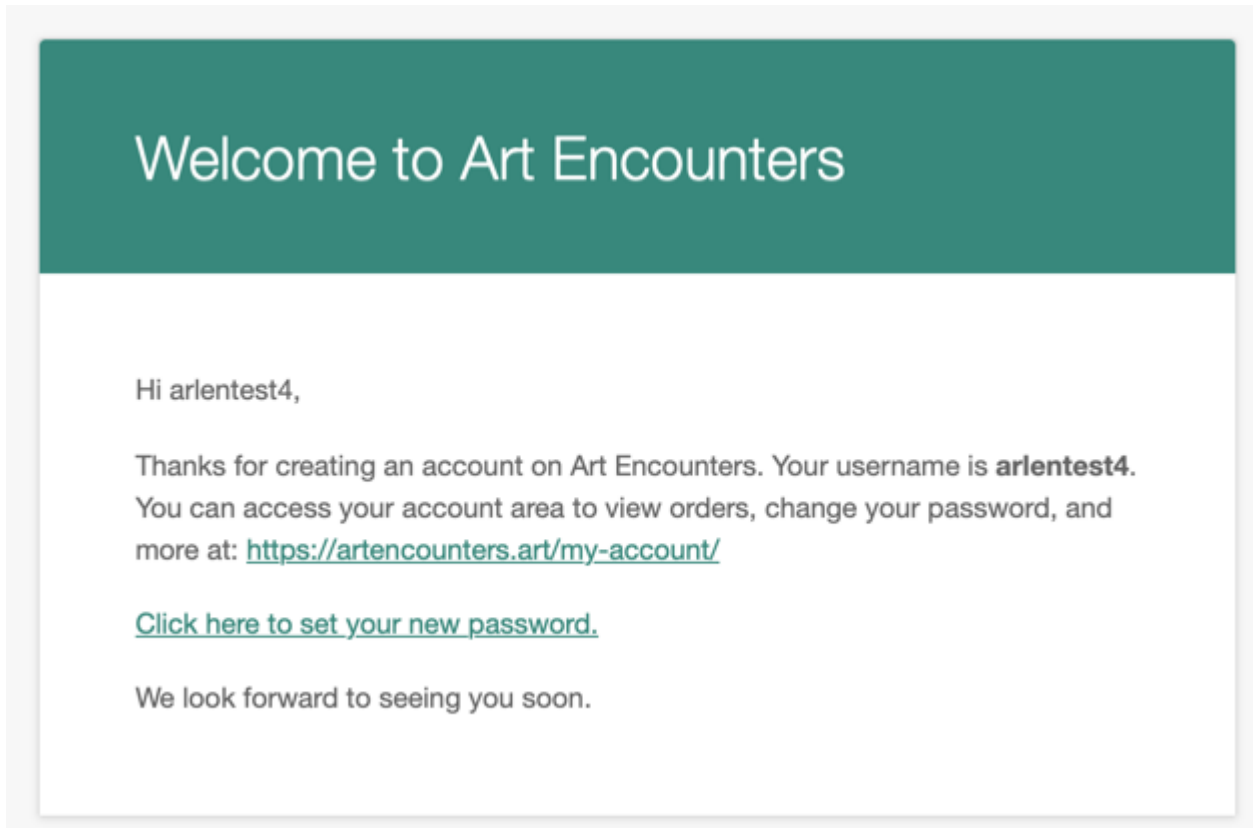 Welcome to Art Encounters
Hi arlentest4,
Thanks for creating an account on Art Encounters. Your username is arlentest4.
You can access your account area to view orders, change your password, and
more at: https://artencounters.art/my-account/
Click here to set your new password.
We look forward to seeing you soon.